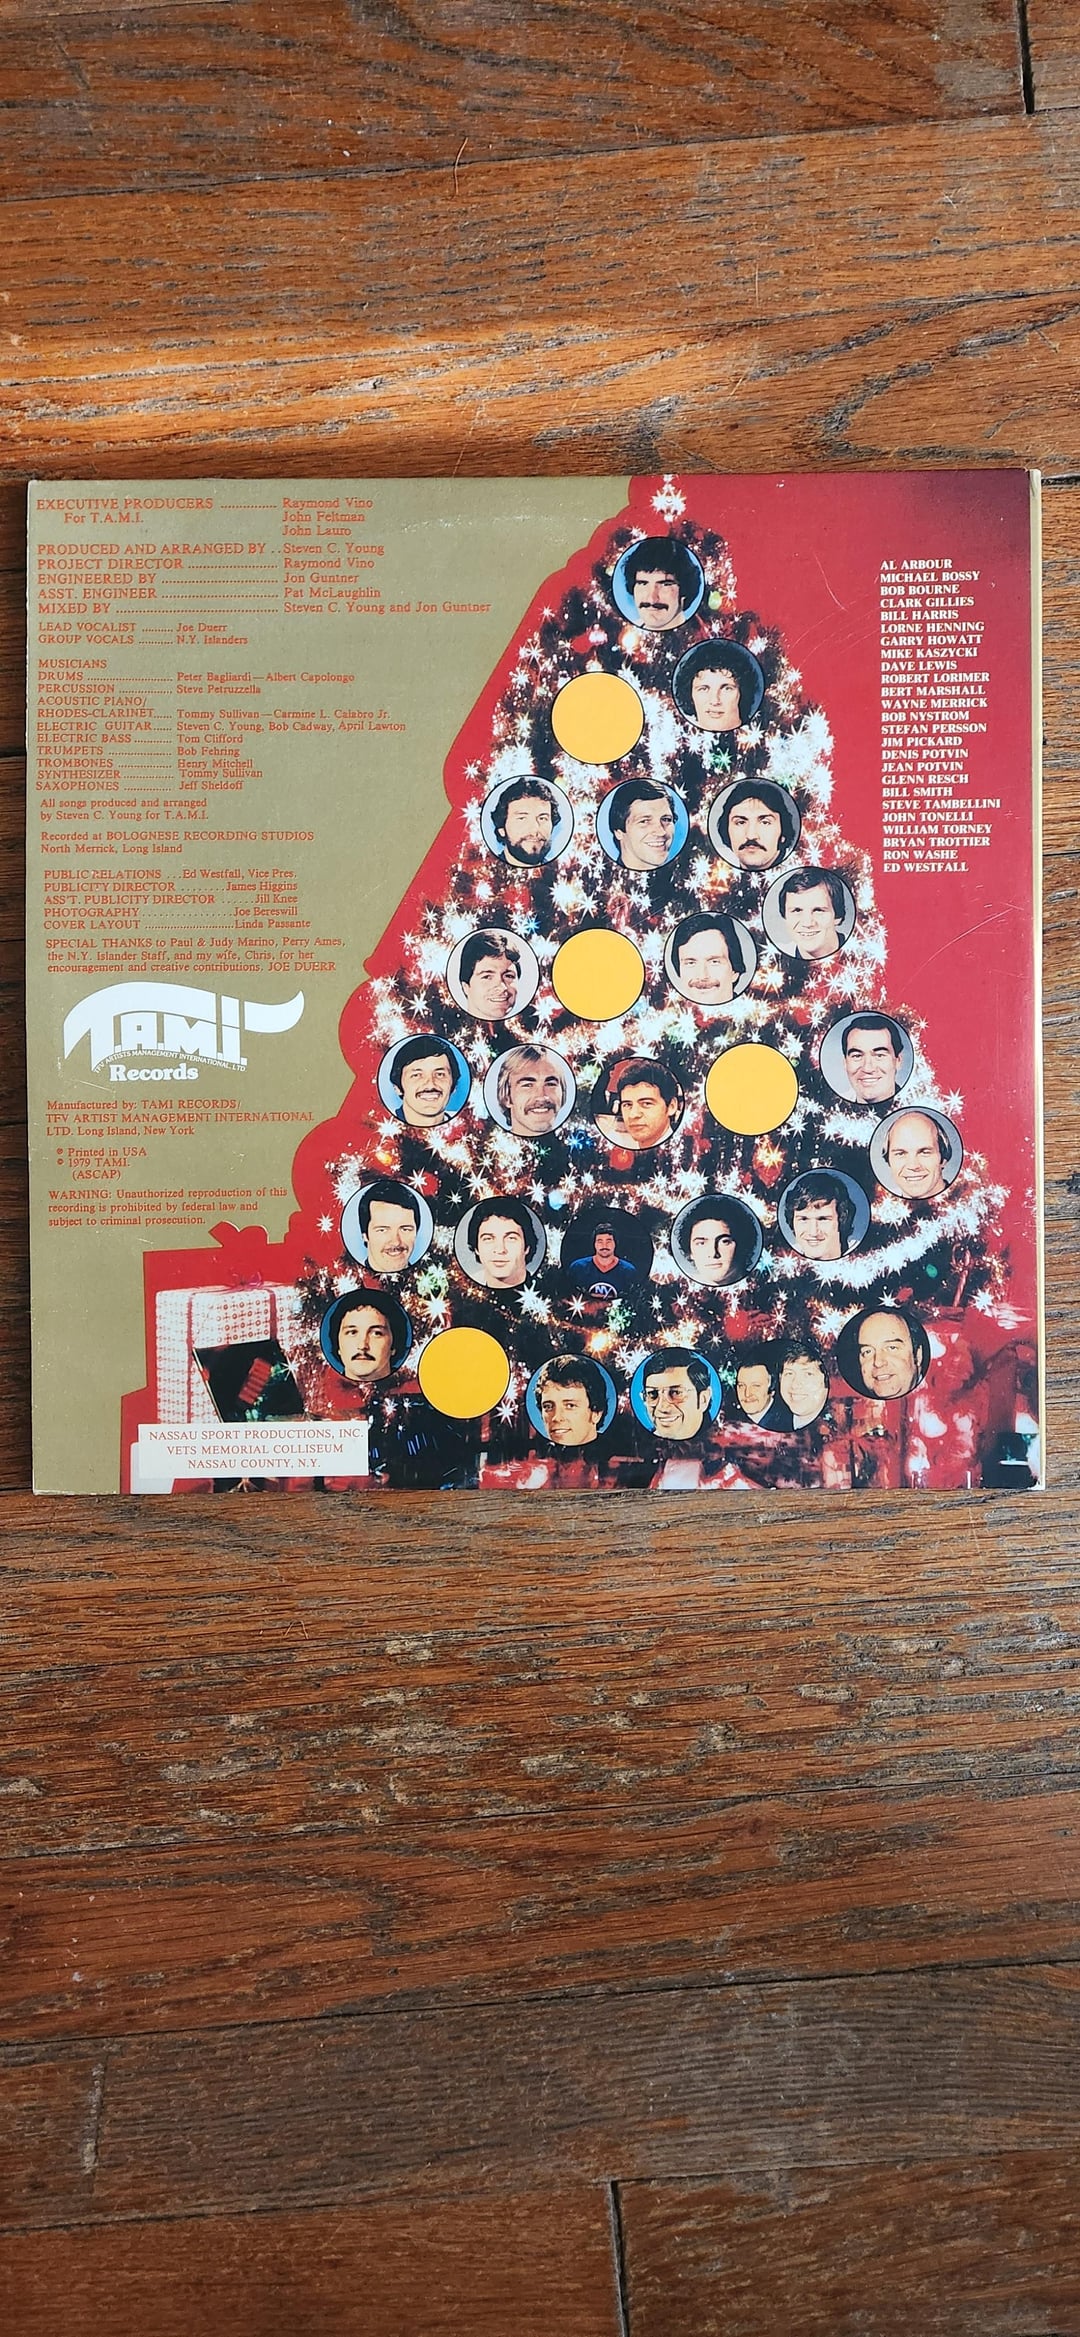 EXECUTIVE PRODUCERS ............... Raymond Vino
For T.A.M.I. John Feltman
John Lauro
PRODUCED AND ARRANGED BY .. Steven C. Young
PROJECT DIRECTOR ........................ Raymond Vino
ENGINEERED BY ............................... Jon Guntner
ASST. ENGINEER ............................... Pat McLaughlin
MIXED BY ........................................... Steven C. Young and Jon Guntner
LEAD VOCALIST .......... Joe Duerr
GROUP VOCALS ........... N.Y. Islanders
MUSICIANS
DRUMS ........................... Peter Bagliardi—Albert Capolongo
PERCUSSION ................. Steve Petruzzella
ACOUSTIC PIANO/
RHODES-CLARINET...... Tommy Sullivan—Carmine L. Calabro Jr.
ELECTRIC GUITAR...... Steven C. Young, Bob Cadway, April Lawton
ELECTRIC BASS ............ Tom Clifford
TRUMPETS .................... Bob Fehring
TROMBONES ................. Henry Mitchell
SYNTHESIZER ................ Tommy Sullivan
SAXOPHONES ................ Jeff Sheldoff
All songs produced and arranged
by Steven C. Young for T.A.M.I.
Recorded at BOLOGNESE RECORDING STUDIOS
North Merrick, Long Island
PUBLIC RELATIONS ...Ed Westfall, Vice Pres.
PUBLICITY DIRECTOR ........James Higgins
ASS'T. PUBLICITY DIRECTOR ......Jill Knee
PHOTOGRAPHY................Joe Bereswill
COVER LAYOUT ............................Linda Passante
SPECIAL THANKS to Paul & Judy Marino, Perry Ames,
the N.Y. Islander Staff, and my wife, Chris, for her
encouragement and creative contributions. JOE DUERR
T.A.M.I.
TFV ARTISTS MANAGEMENT INTERNATIONAL, LTD.
Records
Manufactured by: TAMI RECORDS/
TFV ARTIST MANAGEMENT INTERNATIONAL
LTD. Long Island, New York
℗ Printed in USA
© 1979 TAMI.
(ASCAP)
WARNING: Unauthorized reproduction of this
recording is prohibited by federal law and
subject to criminal prosecution.
NASSAU SPORT PRODUCTIONS, INC.
VETS MEMORIAL COLLISEUM
NASSAU COUNTY, N.Y.
AL ARBOUR
MICHAEL BOSSY
BOB BOURNE
CLARK GILLIES
BILL HARRIS
LORNE HENNING
GARRY HOWATT
MIKE KASZYCKI
DAVE LEWIS
ROBERT LORIMER
BERT MARSHALL
WAYNE MERRICK
BOB NYSTROM
STEFAN PERSSON
JIM PICKARD
DENIS POTVIN
JEAN POTVIN
GLENN RESCH
BILL SMITH
STEVE TAMBELLINI
JOHN TONELLI
WILLIAM TORNEY
BRYAN TROTTIER
RON WASHE
ED WESTFALL
NY